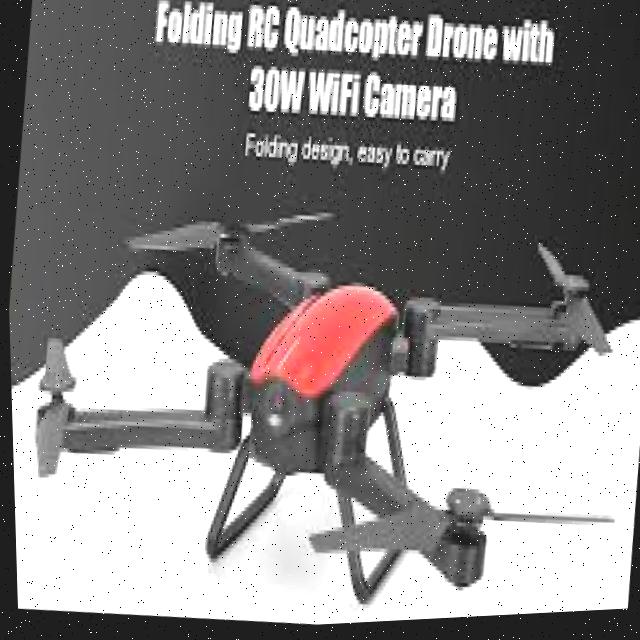 Folding RC Quadcopter Drone with
30W WiFi Camera
Folding design, easy to carry